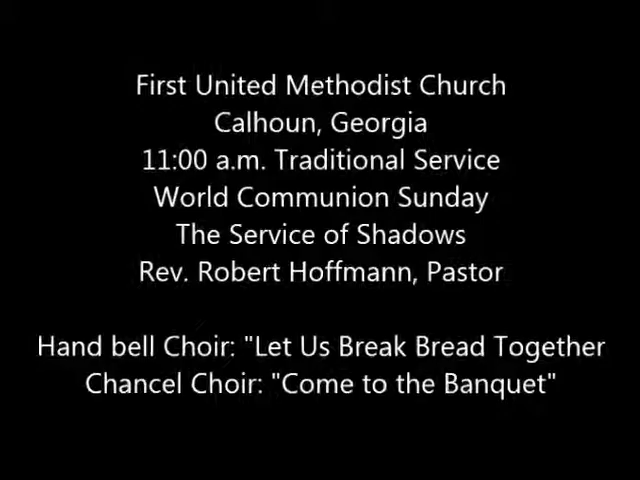 First United Methodist Church
Calhoun, Georgia
11:00 a.m. Traditional Service
World Communion Sunday
The Service of Shadows
Rev. Robert Hoffmann, Pastor
Hand bell Choir: "Let Us Break Bread Together
Chancel Choir: "Come to the Banquet"